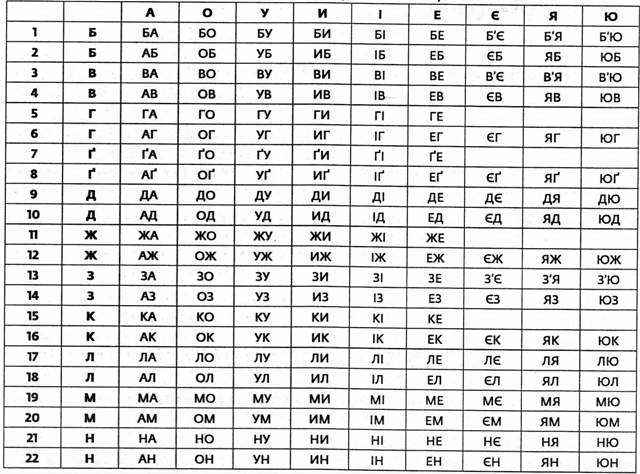 А О У И І Е Є Я Ю
1 Б БА БО БУ БИ БІ БЕ Б'Є Б'Я Б'Ю
2 Б АБ ОБ УБ ИБ ІБ ЕБ ЄБ ЯБ ЮБ
3 В ВА ВО ВУ ВИ ВІ ВЕ В'Є В'Я В'Ю
4 В АВ ОВ УВ ИВ ІВ ЕВ ЄВ ЯВ ЮВ
5 Г ГА ГО ГУ ГИ ГІ ГЕ
6 Г АГ ОГ УГ ИГ ІГ ЕГ ЄГ ЯГ ЮГ
7 Ґ ҐА ҐО ҐУ ҐИ ҐІ ҐЕ
8 Ґ АҐ ОҐ УҐ ИҐ ІҐ ЕҐ ЄҐ ЯҐ ЮҐ
9 Д ДА ДО ДУ ДИ ДІ ДЕ ДЄ ДЯ ДЮ
10 Д АД ОД УД ИД ІД ЕД ЄД ЯД ЮД
11 Ж ЖА ЖО ЖУ ЖИ ЖІ ЖЕ
12 Ж АЖ ОЖ УЖ ИЖ ІЖ ЕЖ ЄЖ ЯЖ ЮЖ
13 З ЗА ЗО ЗУ ЗИ ЗІ ЗЕ З'Є З'Я З'Ю
14 З АЗ ОЗ УЗ ИЗ ІЗ ЕЗ ЄЗ ЯЗ ЮЗ
15 К КА КО КУ КИ КІ КЕ
16 К АК ОК УК ИК ІК ЕК ЄК ЯК ЮК
17 Л ЛА ЛО ЛУ ЛИ ЛІ ЛЕ ЛЄ ЛЯ ЛЮ
18 Л АЛ ОЛ УЛ ИЛ ІЛ ЕЛ ЄЛ ЯЛ ЮЛ
19 М МА МО МУ МИ МІ МЕ МЄ МЯ МЮ
20 М АМ ОМ УМ ИМ ІМ ЕМ ЄМ ЯМ ЮМ
21 Н НА НО НУ НИ НІ НЕ НЄ НЯ НЮ
22 Н АН ОН УН ИН ІН ЕН ЄН ЯН ЮН